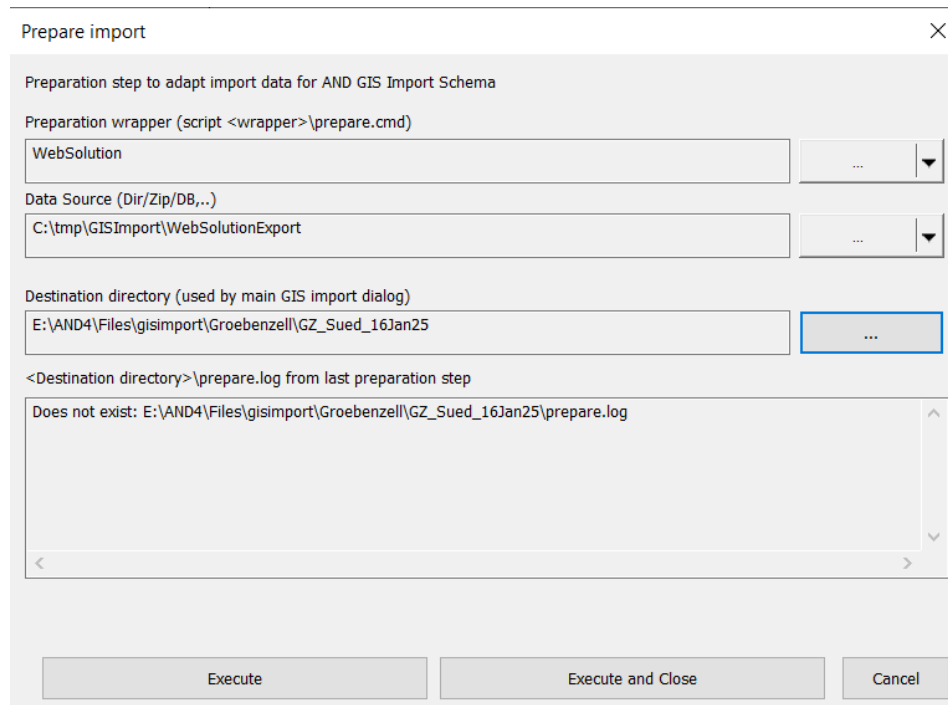 Prepare import
Preparation step to adapt import data for AND GIS Import Schema
Preparation wrapper (script <wrapper>\prepare.cmd)
WebSolution
...
Data Source (Dir/Zip/DB,..)
C:\tmp\GISImport\WebSolutionExport
...
Destination directory (used by main GIS import dialog)
E:\AND4\Files\gisimport\Groebenzell\GZ_Sued_16Jan25
...
<Destination directory>\prepare.log from last preparation step
Does not exist: E:\AND4\Files\gisimport\Groebenzell\GZ_Sued_16Jan25\prepare.log
Execute
Execute and Close
Cancel